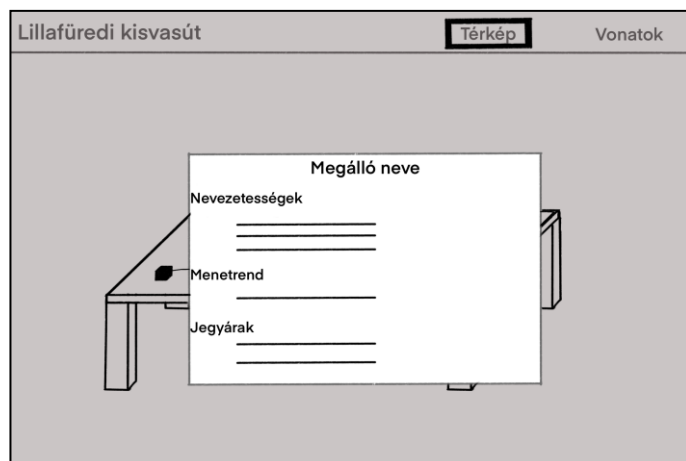 Lillafüredi kisvasút
Térkép
Vonatok
Megálló neve
Nevezetességek
Menetrend
Jegyárak